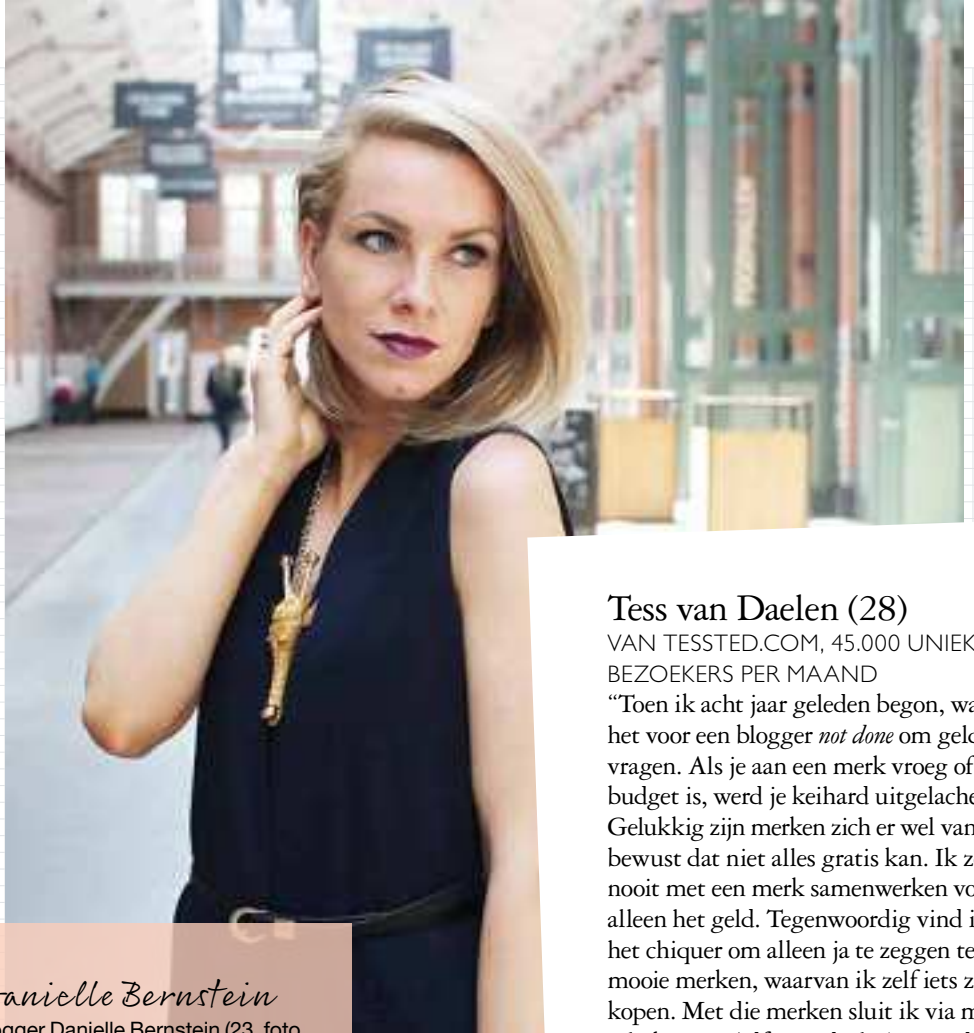 Tess van Daelen (28)
VAN TESSTED.COM, 45.000 UNIEK
BEZOEKERS PER MAAND
“Toen ik acht jaar geleden begon, wa
het voor een blogger not done om geld
vragen. Als je aan een merk vroeg of
budget is, werd je keihard uitgelache
Gelukkig zijn merken zich er wel van
bewust dat niet alles gratis kan. Ik z
nooit met een merk samenwerken vo
alleen het geld. Tegenwoordig vind i
het chiquer om alleen ja te zeggen te
mooie merken, waarvan ik zelf iets z
kopen. Met die merken sluit ik via m
anielle Bernstein
gger Danielle Bernstein (23, foto